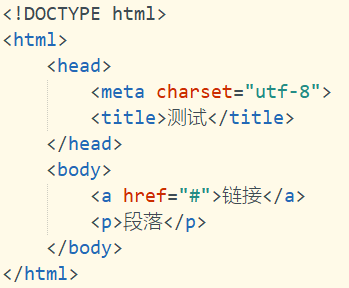 <!DOCTYPE html>
<html>
    <head>
        <meta charset="utf-8">
        <title>测试</title>
    </head>
    <body>
        <a href="#">链接</a>
        <p>段落</p>
    </body>
</html>